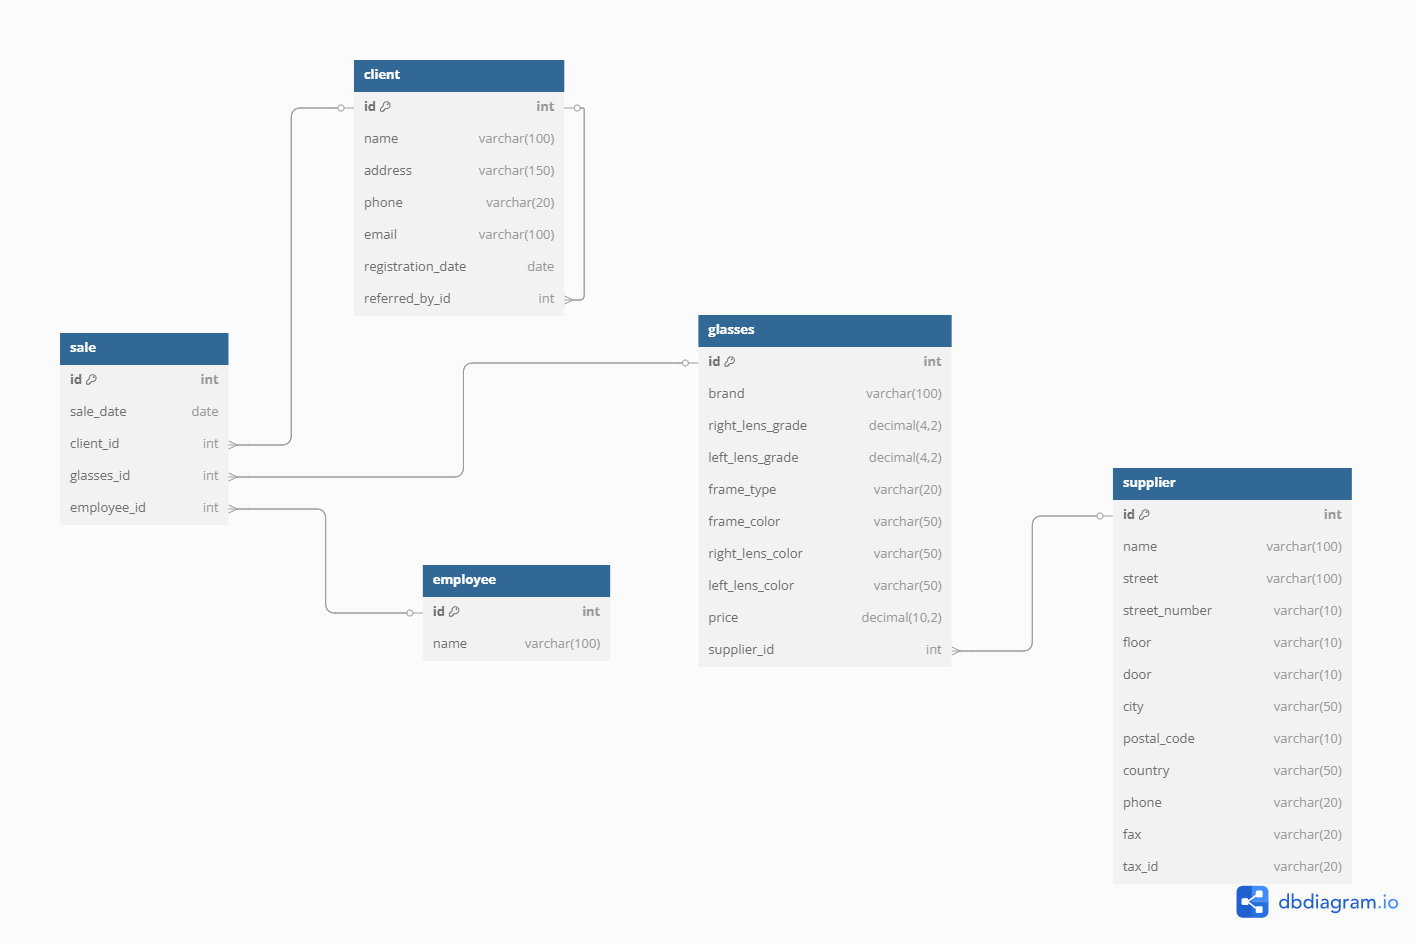 client
id int
name varchar(100)
address varchar(150)
phone varchar(20)
email varchar(100)
registration_date date
referred_by_id int
sale
id int
sale_date date
client_id int
glasses_id int
employee_id int
glasses
id int
brand varchar(100)
right_lens_grade decimal(4,2)
left_lens_grade decimal(4,2)
frame_type varchar(20)
frame_color varchar(50)
right_lens_color varchar(50)
left_lens_color varchar(50)
price decimal(10,2)
supplier_id int
employee
id int
name varchar(100)
supplier
id int
name varchar(100)
street varchar(100)
street_number varchar(10)
floor varchar(10)
door varchar(10)
city varchar(50)
postal_code varchar(10)
country varchar(50)
phone varchar(20)
fax varchar(20)
tax_id varchar(20)
dbdiagram.io